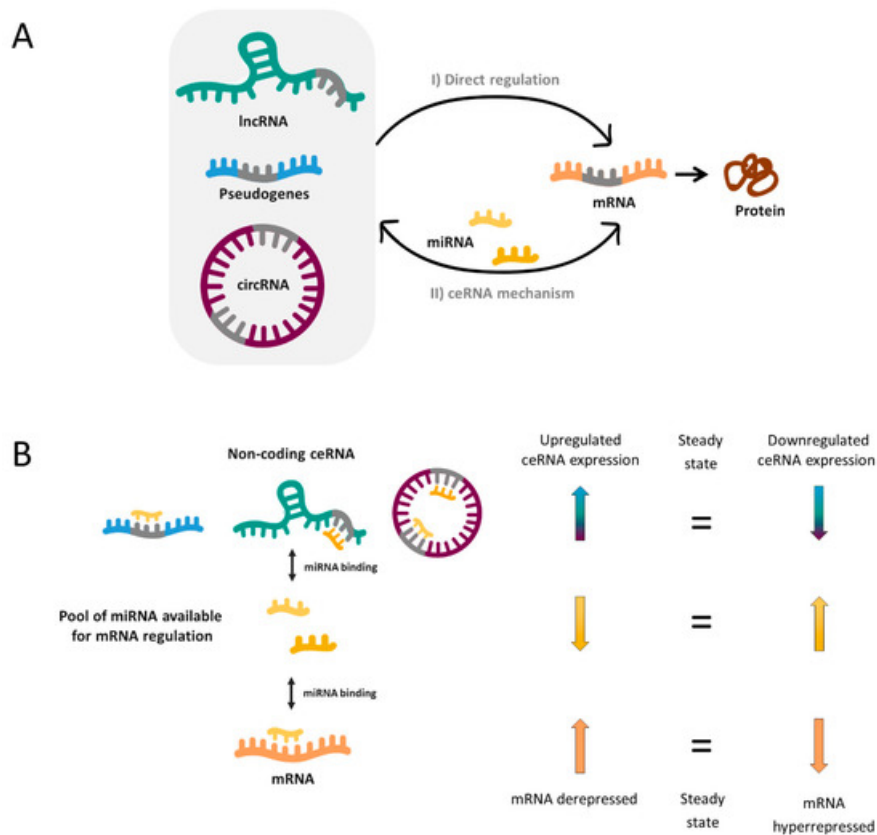 A
I) Direct regulation
lncRNA
Pseudogenes
mRNA
Protein
miRNA
circRNA
II) ceRNA mechanism
B
Non-coding ceRNA
Upregulated
ceRNA expression
Steady
state
Downregulated
ceRNA expression
=
miRNA binding
Pool of miRNA available
for mRNA regulation
=
miRNA binding
=
mRNA
mRNA derepressed
Steady
state
mRNA
hyperrepressed